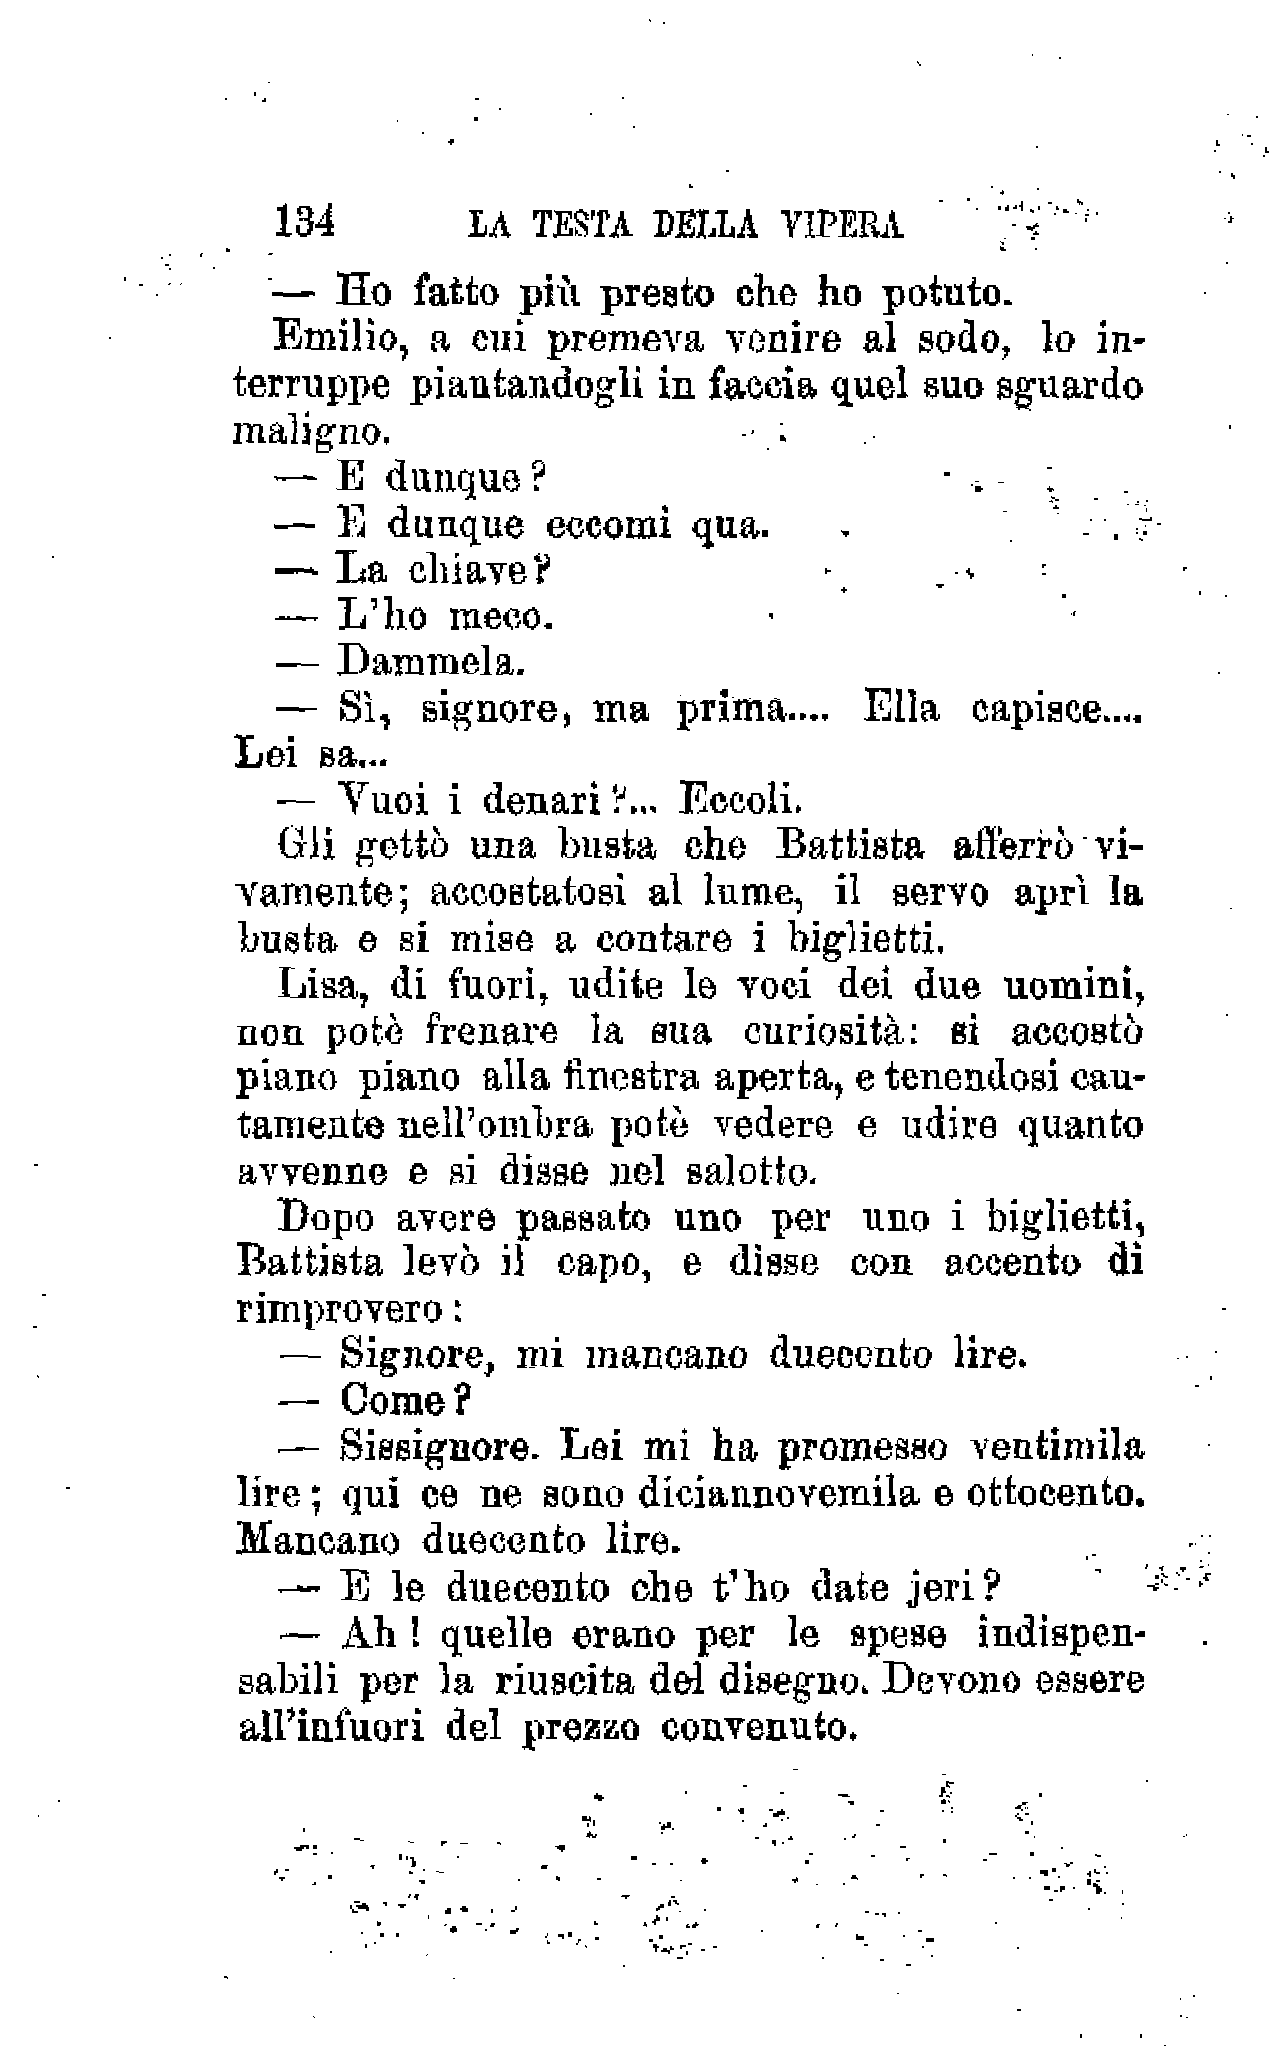 134 LA TESTA DELLA VIPERA
— Ho fatto più presto che ho potuto.
Emilio, a cui premeva venire al sodo, lo in-
terruppe piantandogli in faccia quel suo sguardo
maligno.
— E dunque?
— E dunque eccomi qua.
— La chiave?
— L'ho meco.
— Dammela.
— Sì, signore, ma prima.... Ella capisce....
Lei sa...
— Vuoi i denari?... Eccoli.
Gli gettò una busta che Battista afferrò vi-
vamente; accostatosi al lume, il servo aprì la
busta e si mise a contare i biglietti.
Lisa, di fuori, udite le voci dei due uomini,
non potè frenare la sua curiosità: si accostò
piano piano alla finestra aperta, e tenendosi cau-
tamente nell'ombra potè vedere e udire quanto
avvenne e si disse nel salotto.
Dopo avere passato uno per uno i biglietti,
Battista levò il capo, e disse con accento di
rimprovero:
— Signore, mi mancano duecento lire.
— Come?
— Sissignore. Lei mi ha promesso ventimila
lire; qui ce ne sono diciannovemila e ottocento.
Mancano duecento lire.
— E le duecento che t'ho date jeri?
— Ah! quelle erano per le spese indispen-
sabili per la riuscita del disegno. Devono essere
all'infuori del prezzo convenuto.